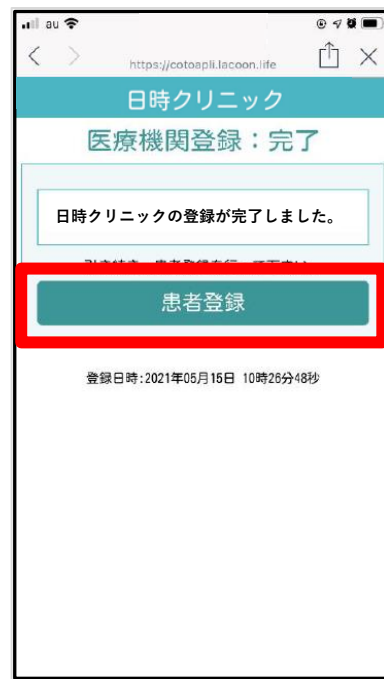 au
https://cotoapli.lacoon.life
日時クリニック
医療機関登録：完了
日時クリニックの登録が完了しました。
患者登録
登録日時:2021年05月15日 10時26分48秒